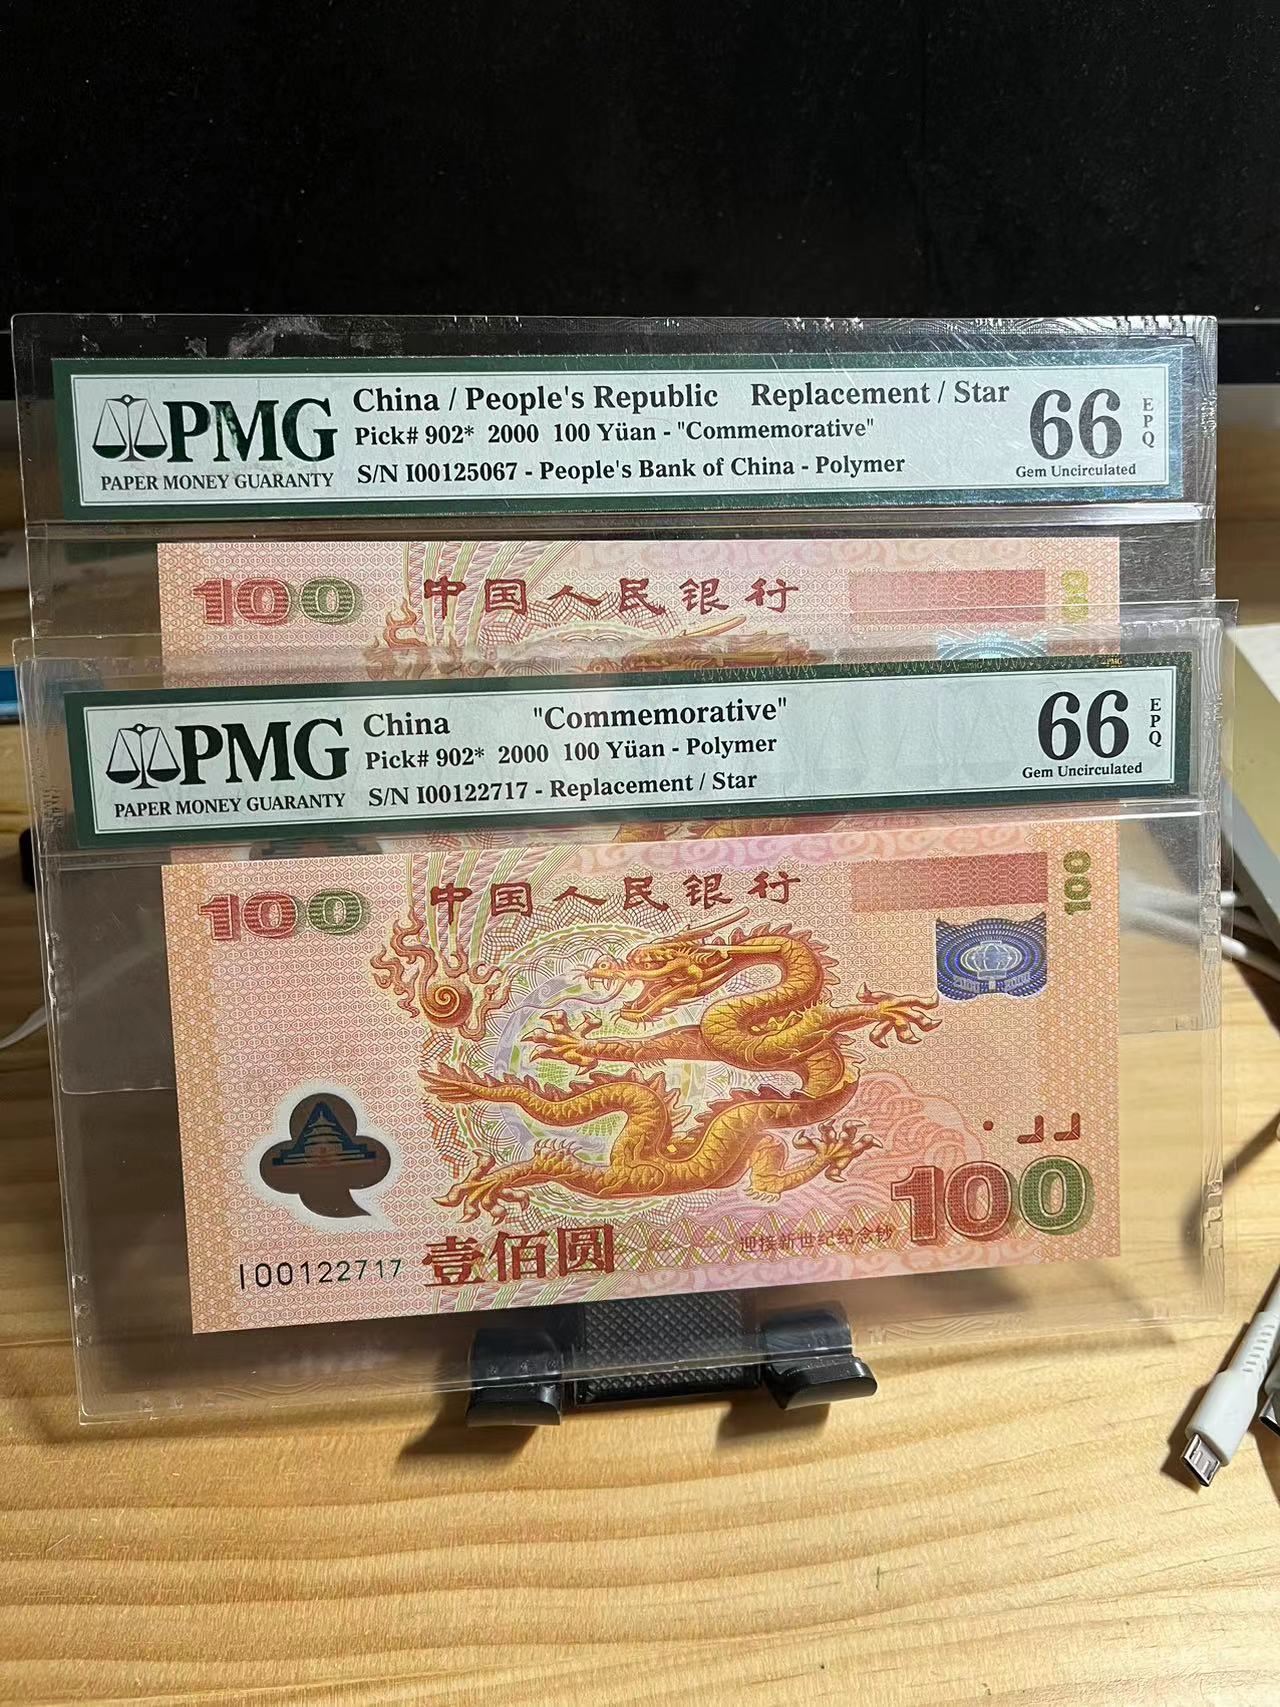 PMG
PAPER MONEY GUARANTY
China / People's Republic Replacement / Star
Pick# 902* 2000 100 Yüan - "Commemorative"
S/N I00125067 - People's Bank of China - Polymer
66
EPQ
Gem Uncirculated
100 中国人民银行
PMG
PAPER MONEY GUARANTY
China "Commemorative"
Pick# 902* 2000 100 Yüan - Polymer
S/N I00122717 - Replacement / Star
66
EPQ
Gem Uncirculated
100 中国人民银行 100
100
迎接新世纪纪念钞
I00122717 壹佰圆